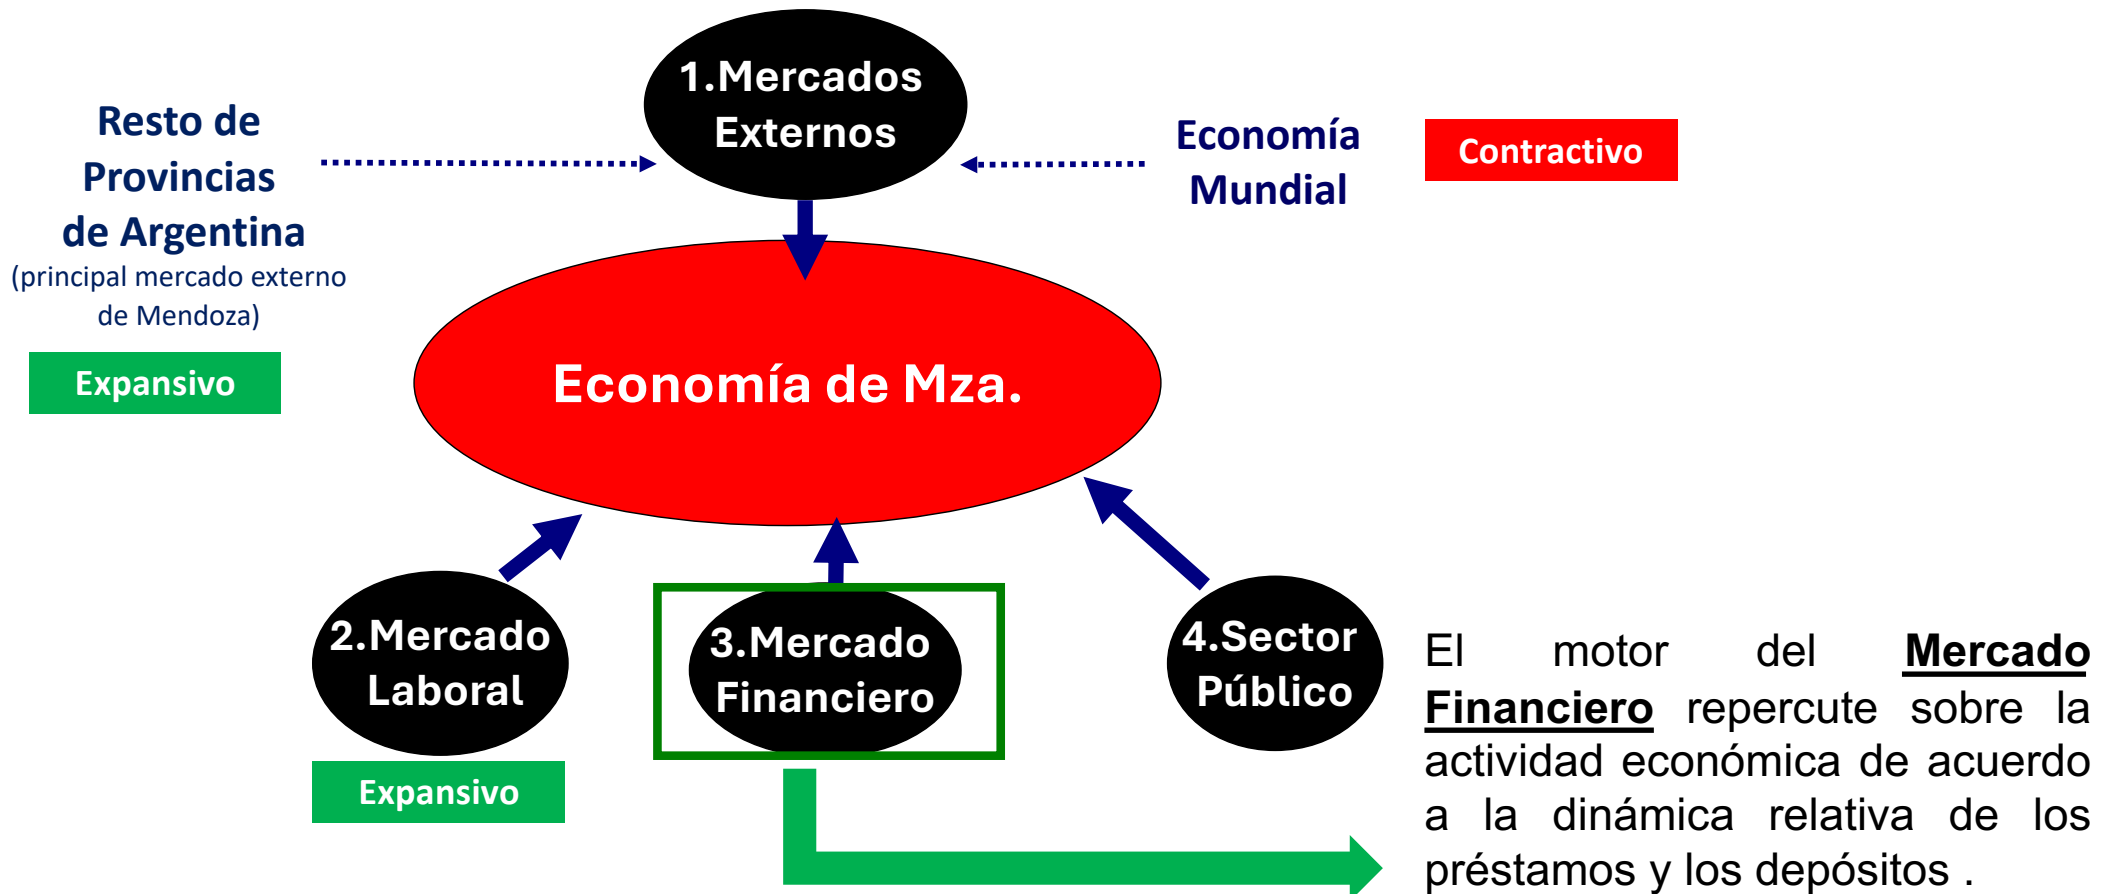 1.Mercados
Externos
Resto de
Provincias
de Argentina
(principal mercado externo
de Mendoza)
Expansivo
Economía
Mundial
Contractivo
Economía de Mza.
2.Mercado
Laboral
Expansivo
3.Mercado
Financiero
4.Sector
Público
El motor del Mercado
Financiero repercute sobre la
actividad económica de acuerdo
a la dinámica relativa de los
préstamos y los depósitos .